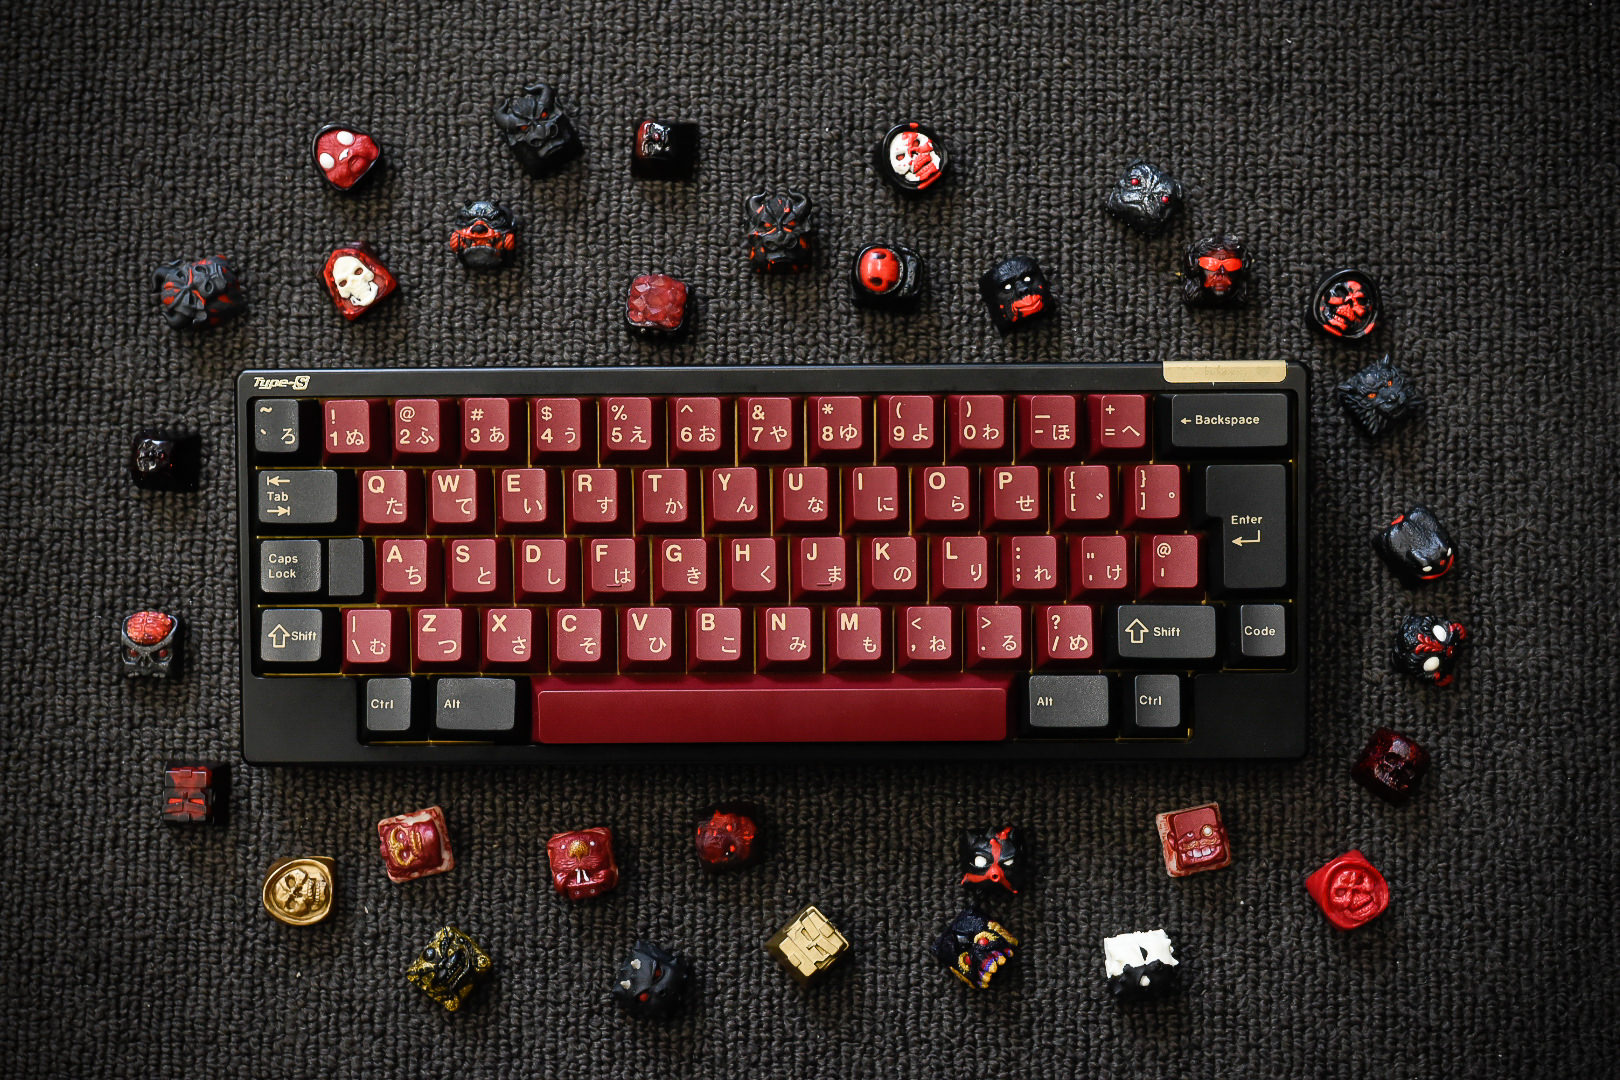 Type-S
~ ` ろ ! 1 ぬ @ 2 ふ # 3 あ $ 4 う % 5 え ^ 6 お & 7 や * 8 ゆ ( 9 よ ) 0 わ — - ほ + = へ ← Backspace
Tab Q た W て E い R す T か Y ん U な I に O ら P せ { [ ゛ } ] ゜
Enter
Caps Lock A ち S と D し F は G き H く J ま K の L り : ; れ " ' け @ '
Shift | \ む Z つ X さ C そ V ひ B こ N み M も < , ね > . る ? / め Shift Code
Ctrl Alt Alt Ctrl